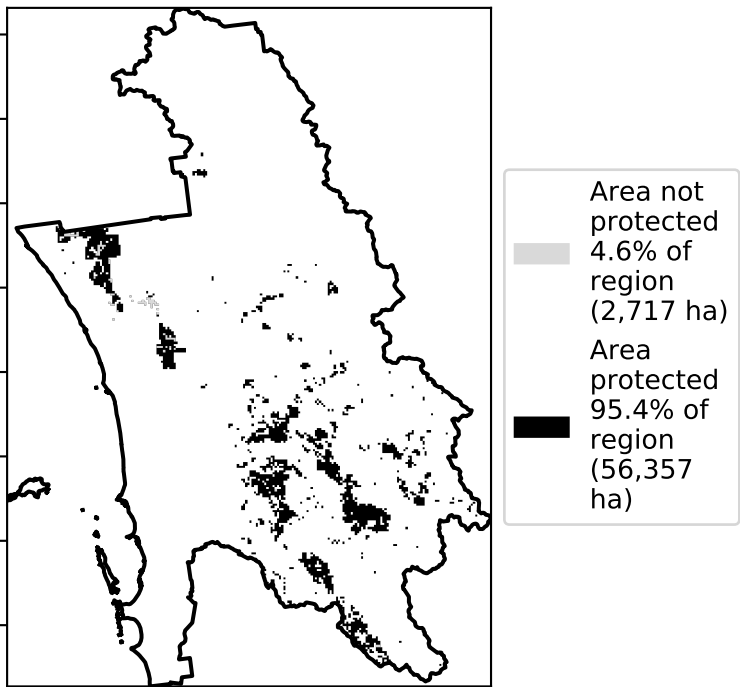 Area not
protected
4.6% of
region
(2,717 ha)
Area
protected
95.4% of
region
(56,357
ha)